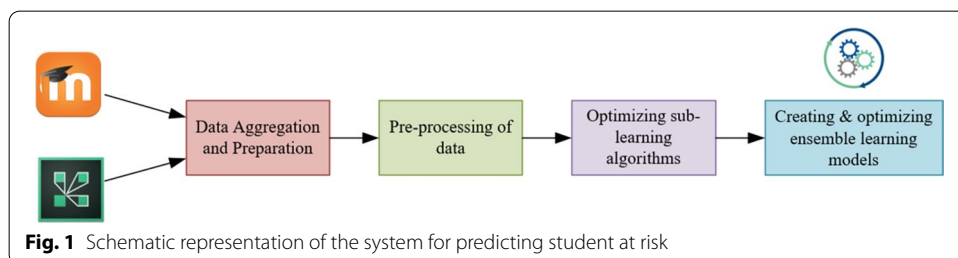 m
Data Aggregation
and Preparation
Pre-processing of
data
Optimizing sub-
learning
algorithms
Creating & optimizing
ensemble learning
models
Fig. 1 Schematic representation of the system for predicting student at risk